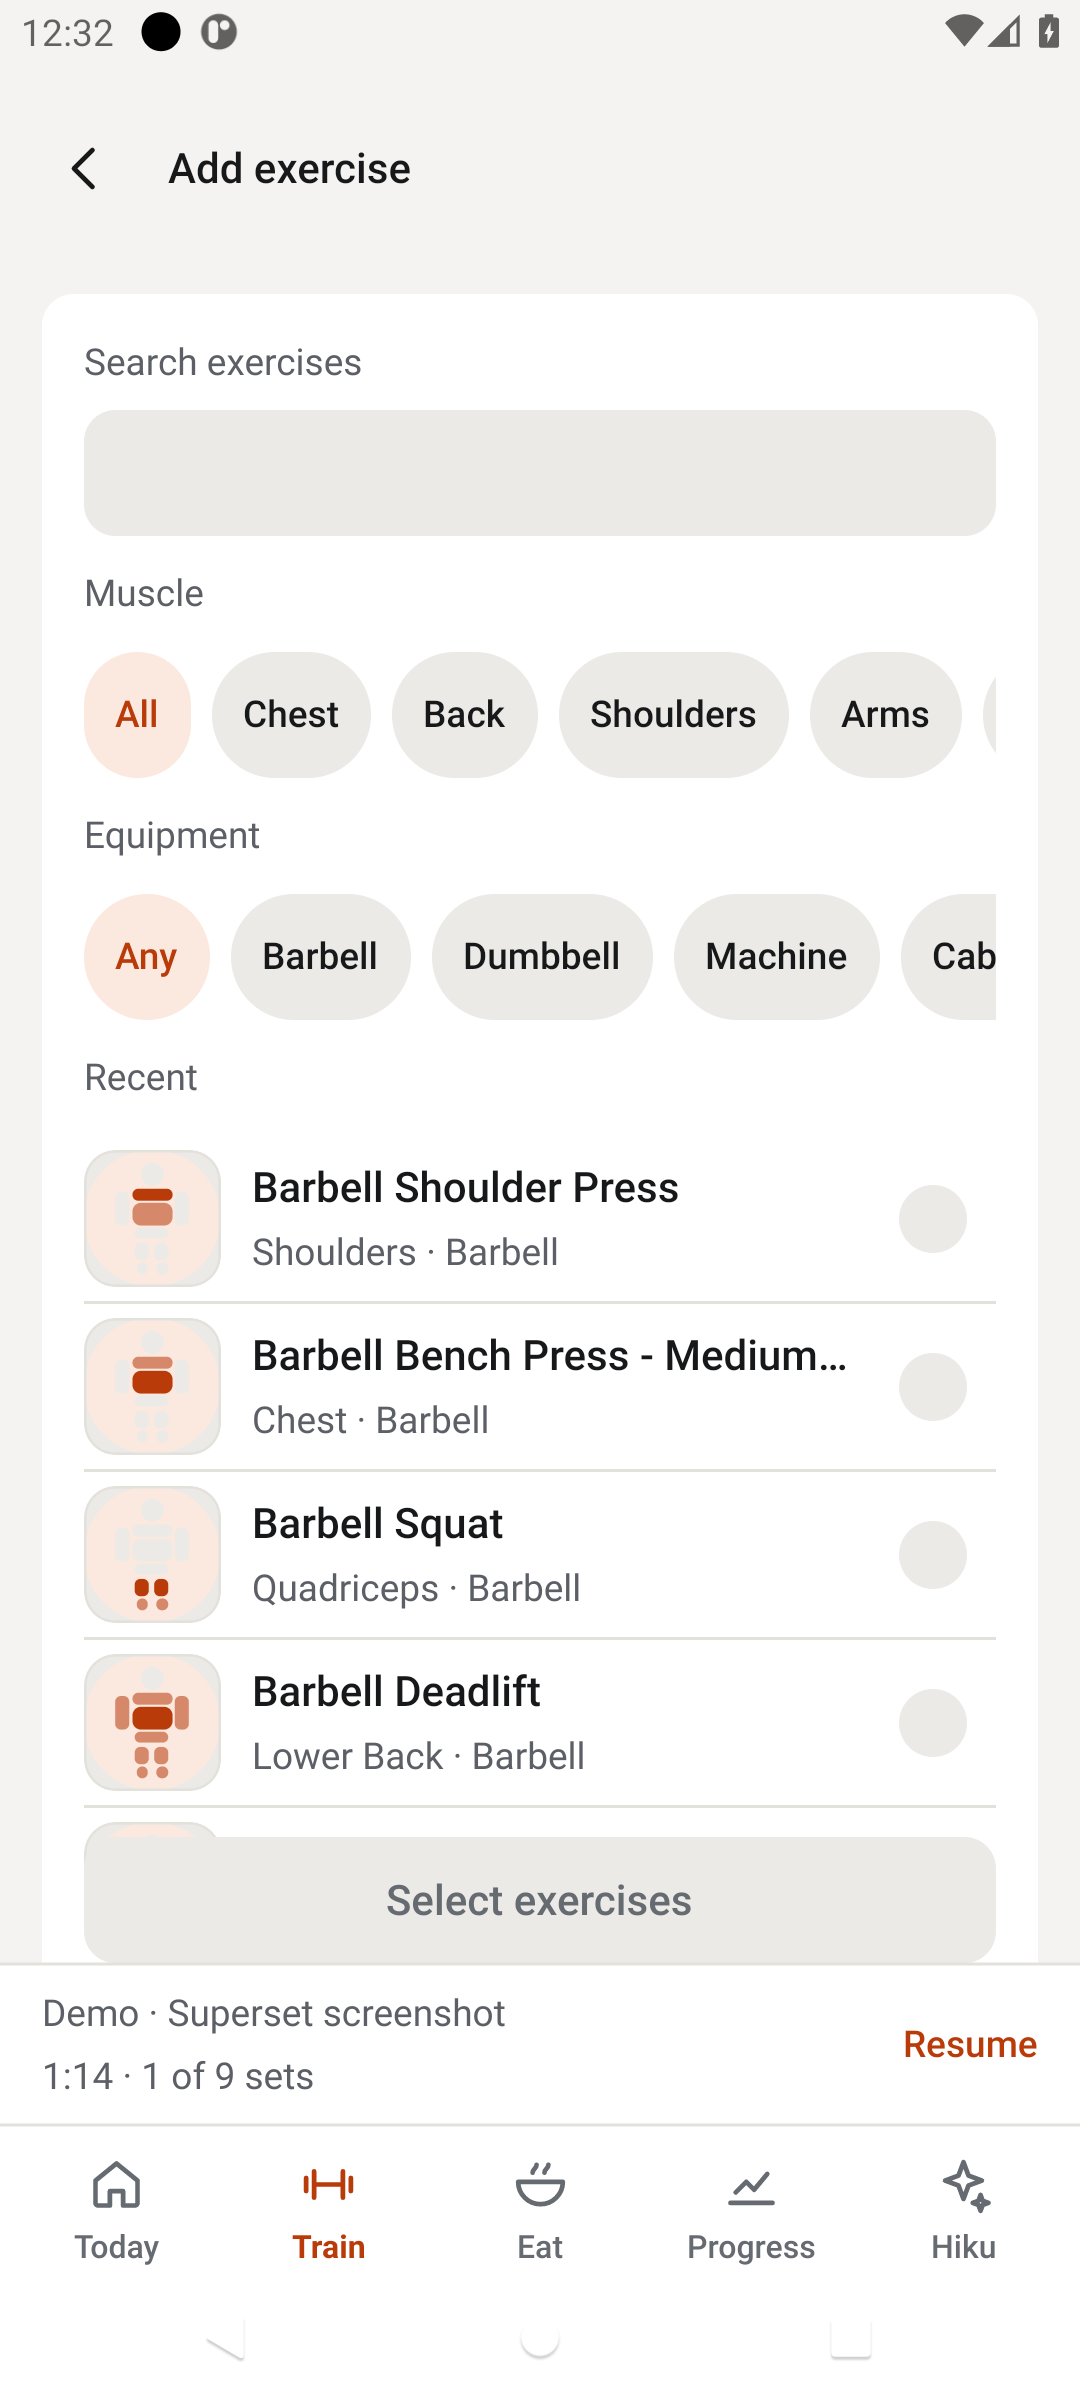 12:32
Add exercise
Search exercises
Muscle
All
Chest
Back
Shoulders
Arms
Equipment
Any
Barbell
Dumbbell
Machine
Cab
Recent
Barbell Shoulder Press
Shoulders · Barbell
Barbell Bench Press - Medium...
Chest · Barbell
Barbell Squat
Quadriceps · Barbell
Barbell Deadlift
Lower Back · Barbell
Select exercises
Demo · Superset screenshot
1:14 · 1 of 9 sets
Resume
Today
Train
Eat
Progress
Hiku